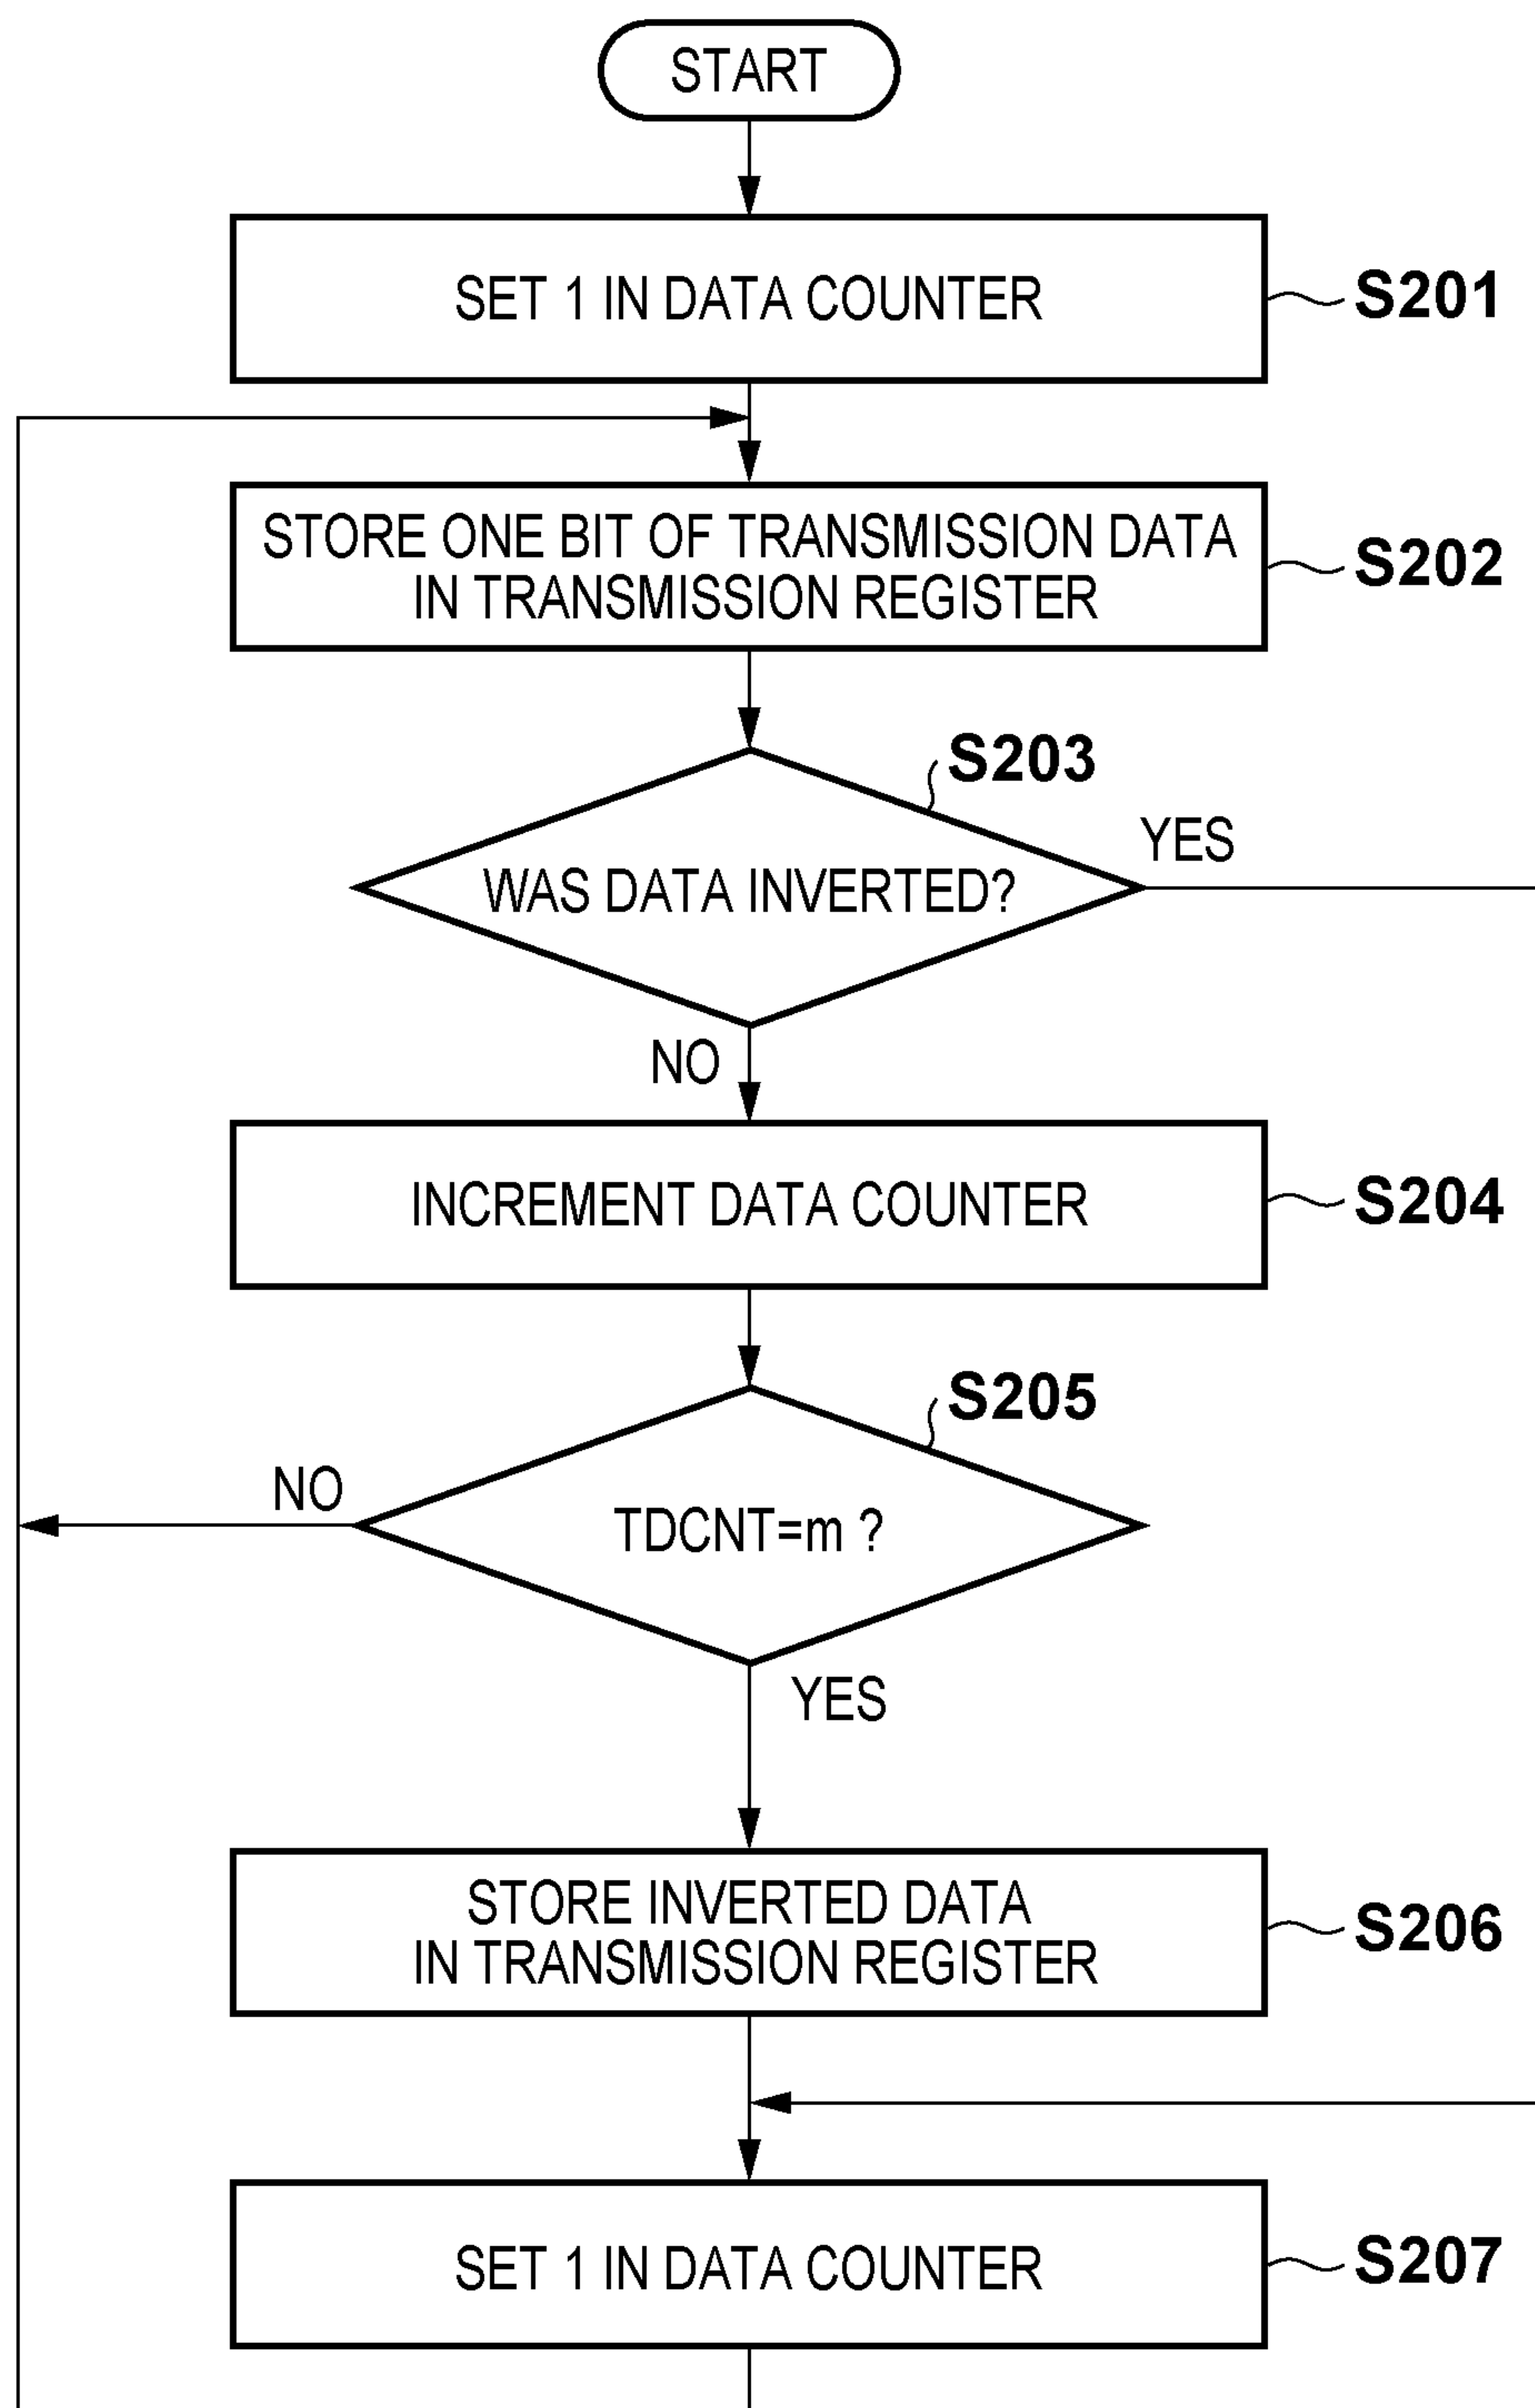 START
SET 1 IN DATA COUNTER
S201
STORE ONE BIT OF TRANSMISSION DATA
IN TRANSMISSION REGISTER
S202
S203
YES
WAS DATA INVERTED?
NO
INCREMENT DATA COUNTER
S204
S205
NO
TDCNT=m ?
YES
STORE INVERTED DATA
IN TRANSMISSION REGISTER
S206
SET 1 IN DATA COUNTER
S207